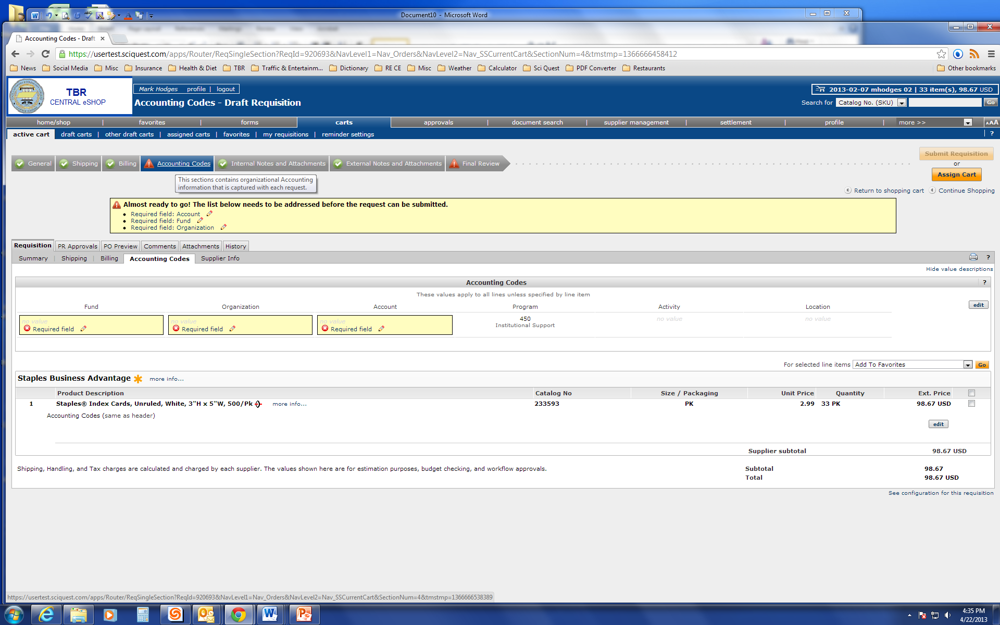 Document10 - Microsoft Word
Accounting Codes - Draft
https://usertest.sciquest.com/apps/Router/ReqSingleSection?ReqId=920693&NavLevel1=Nav_Orders&NavLevel2=Nav_SSCurrentCart&SectionNum=4&tmstmp=1366666458412
News Social Media Misc Insurance Health & Diet TBR Traffic & Entertainm... Dictionary RE CE Misc Weather Calculator Sci Quest PDF Converter Restaurants Other bookmarks
TBR
CENTRAL eSHOP
Mark Hodges profile | logout
2013-02-07 mhodges 02 | 33 item(s), 98.67 USD
Accounting Codes - Draft Requisition
Search for Catalog No. (SKU) Go
home/shop | favorites | forms carts approvals | document search | supplier management | settlement | profile | more >> AAA
active cart draft carts | other draft carts | assigned carts | favorites | my requisitions | reminder settings | ?
General Shipping Billing Accounting Codes Internal Notes and Attachments External Notes and Attachments Final Review
Submit Requisition
or
Assign Cart
This sections contains organizational Accounting
information that is captured with each request.
Return to shopping cart Continue Shopping
Almost ready to go! The list below needs to be addressed before the request can be submitted.
Required field: Account
Required field: Fund
Required field: Organization
Requisition PR Approvals PO Preview Comments Attachments History
Summary | Shipping | Billing Accounting Codes Supplier Info ?
Hide value descriptions
Accounting Codes ?
These values apply to all lines unless specified by line item
Fund Organization Account Program Activity Location edit
no value no value no value 450 no value no value
Required field Required field Required field Institutional Support
For selected line items Add To Favorites Go
Staples Business Advantage more info...
Product Description Catalog No Size / Packaging Unit Price Quantity Ext. Price
1 Staples® Index Cards, Unruled, White, 3"H x 5"W, 500/Pk more info... 233593 PK 2.99 33 PK 98.67 USD
Accounting Codes (same as header)
edit
Supplier subtotal 98.67 USD
Shipping, Handling, and Tax charges are calculated and charged by each supplier. The values shown here are for estimation purposes, budget checking, and workflow approvals.
Subtotal 98.67
Total 98.67 USD
See configuration for this requisition
https://usertest.sciquest.com/apps/Router/ReqSingleSection?ReqId=920693&NavLevel1=Nav_Orders&NavLevel2=Nav_SSCurrentCart&SectionNum=4&tmstmp=1366666538389
4:35 PM
4/22/2013